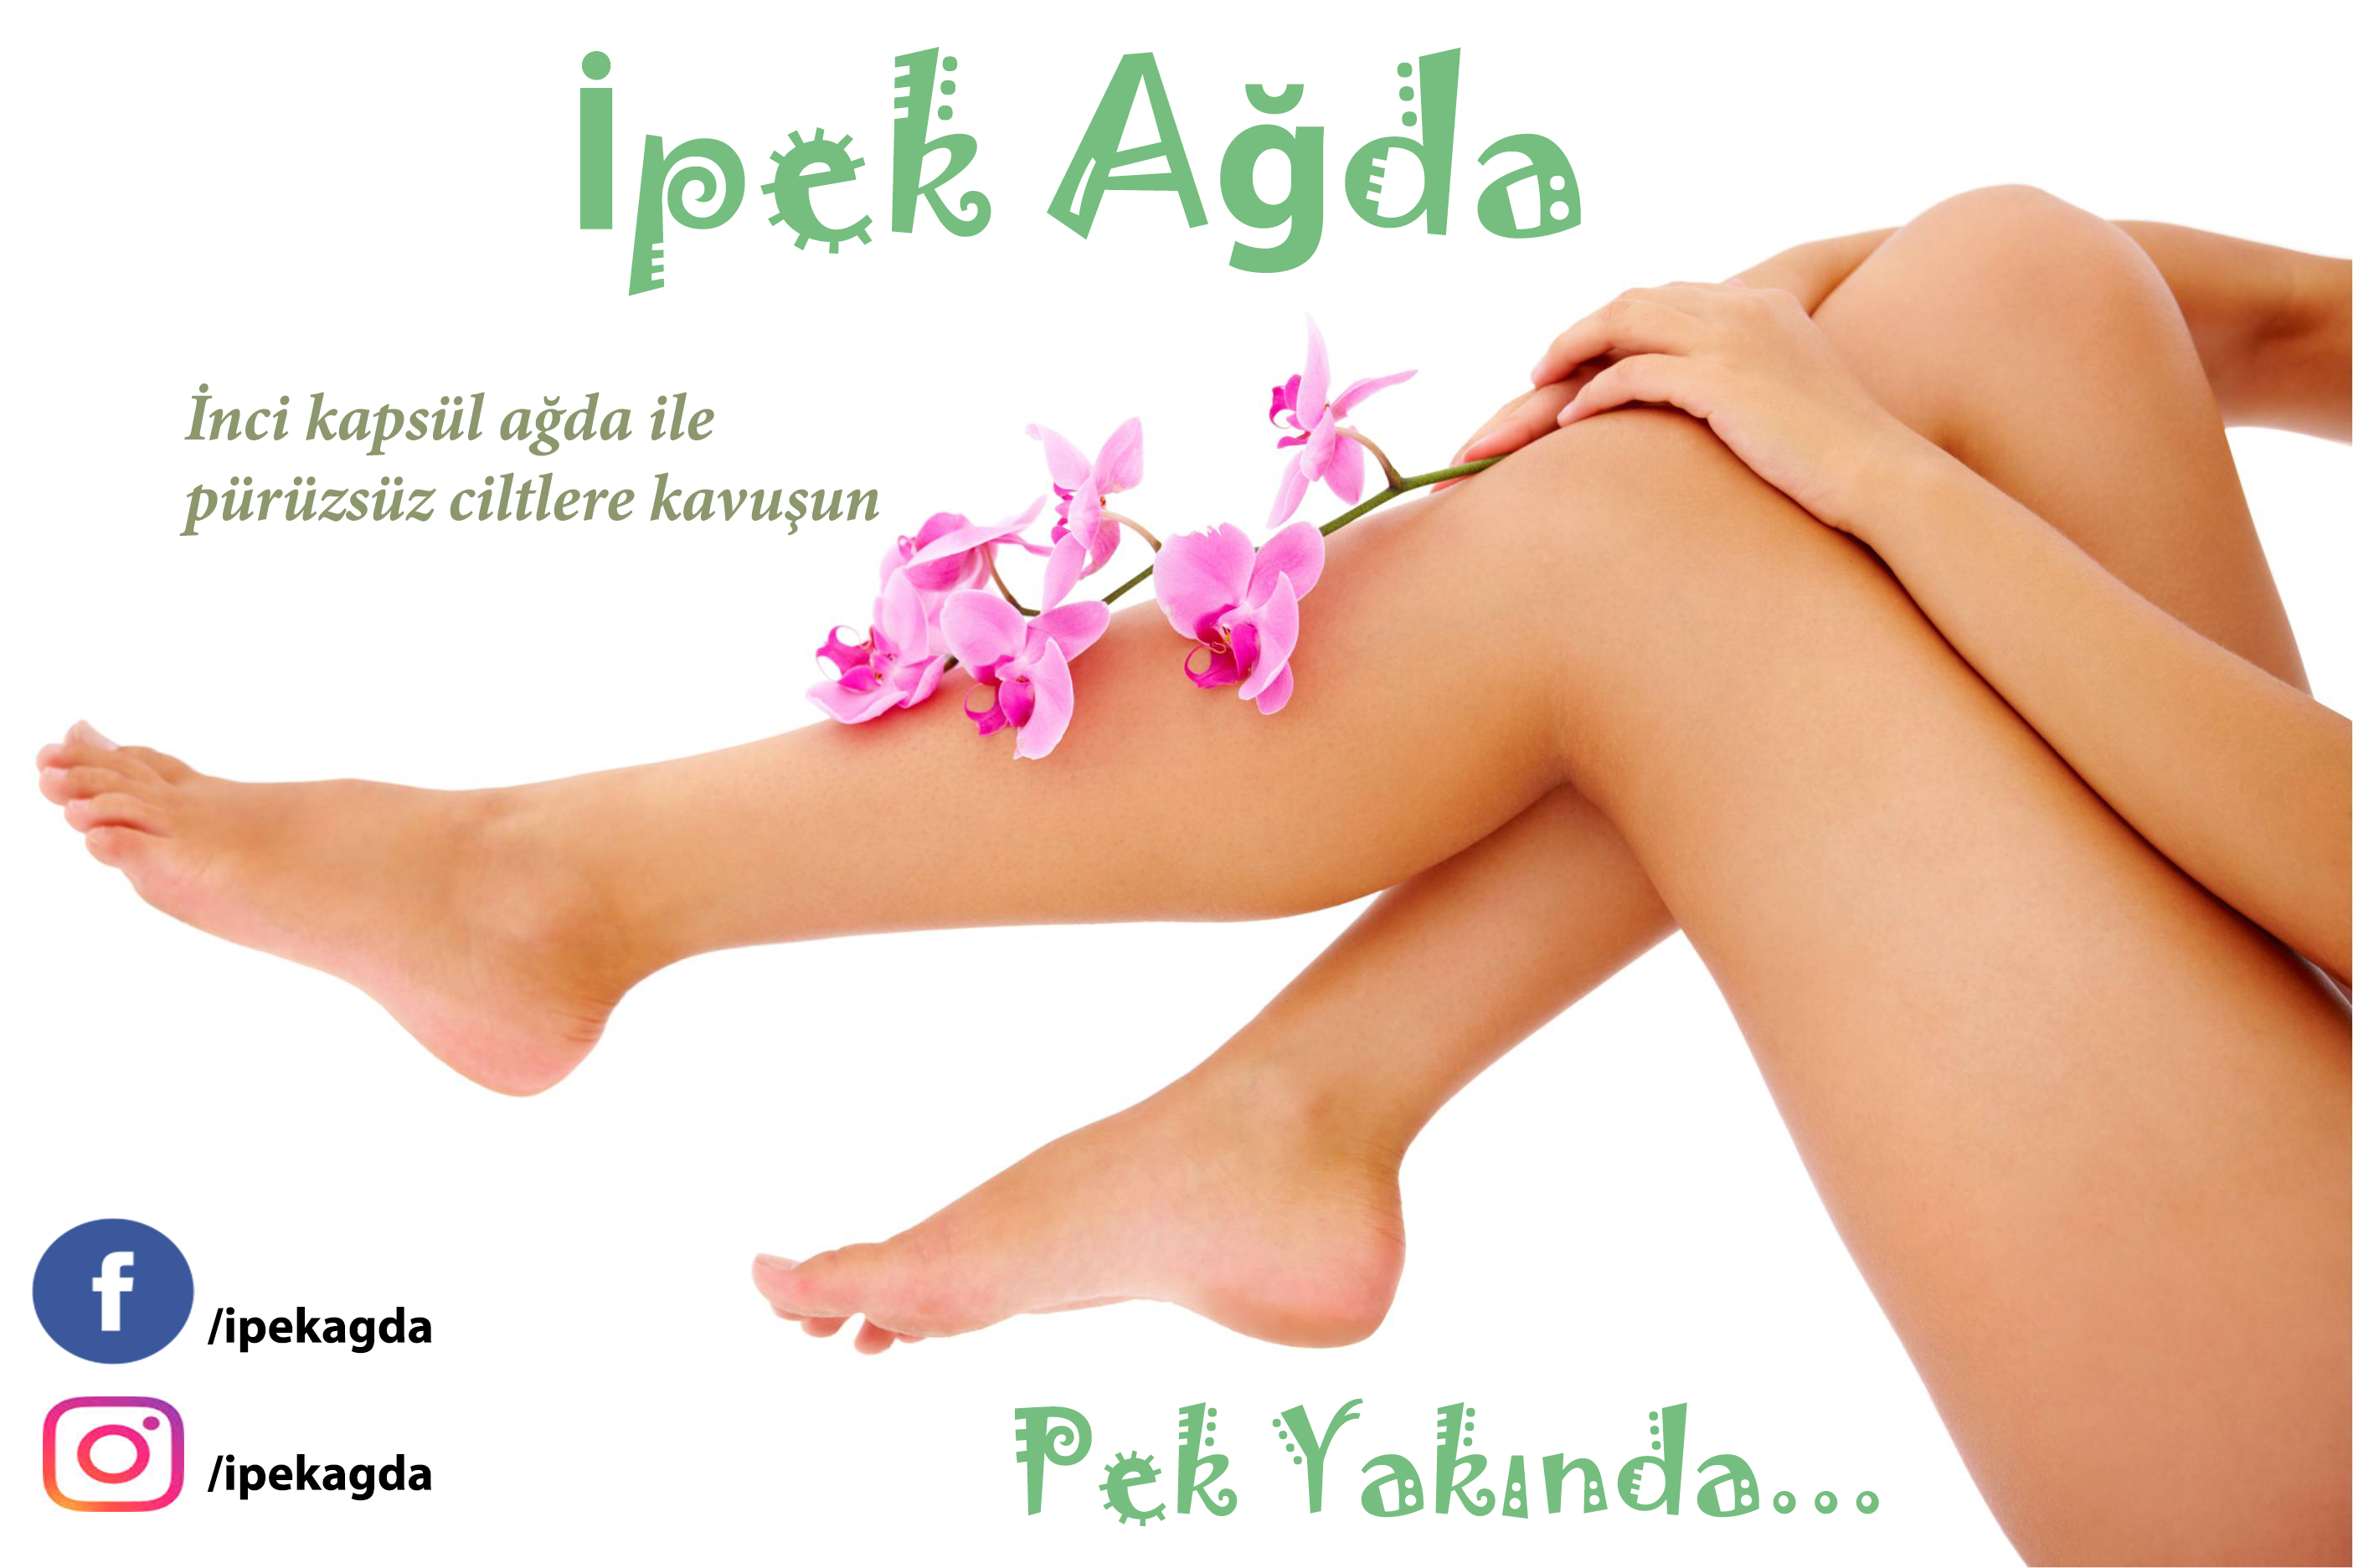 İpek Ağda
İnci kapsül ağda ile
pürüzsüz ciltlere kavuşun
f
/ipekagda
/ipekagda
Pek Yakında...